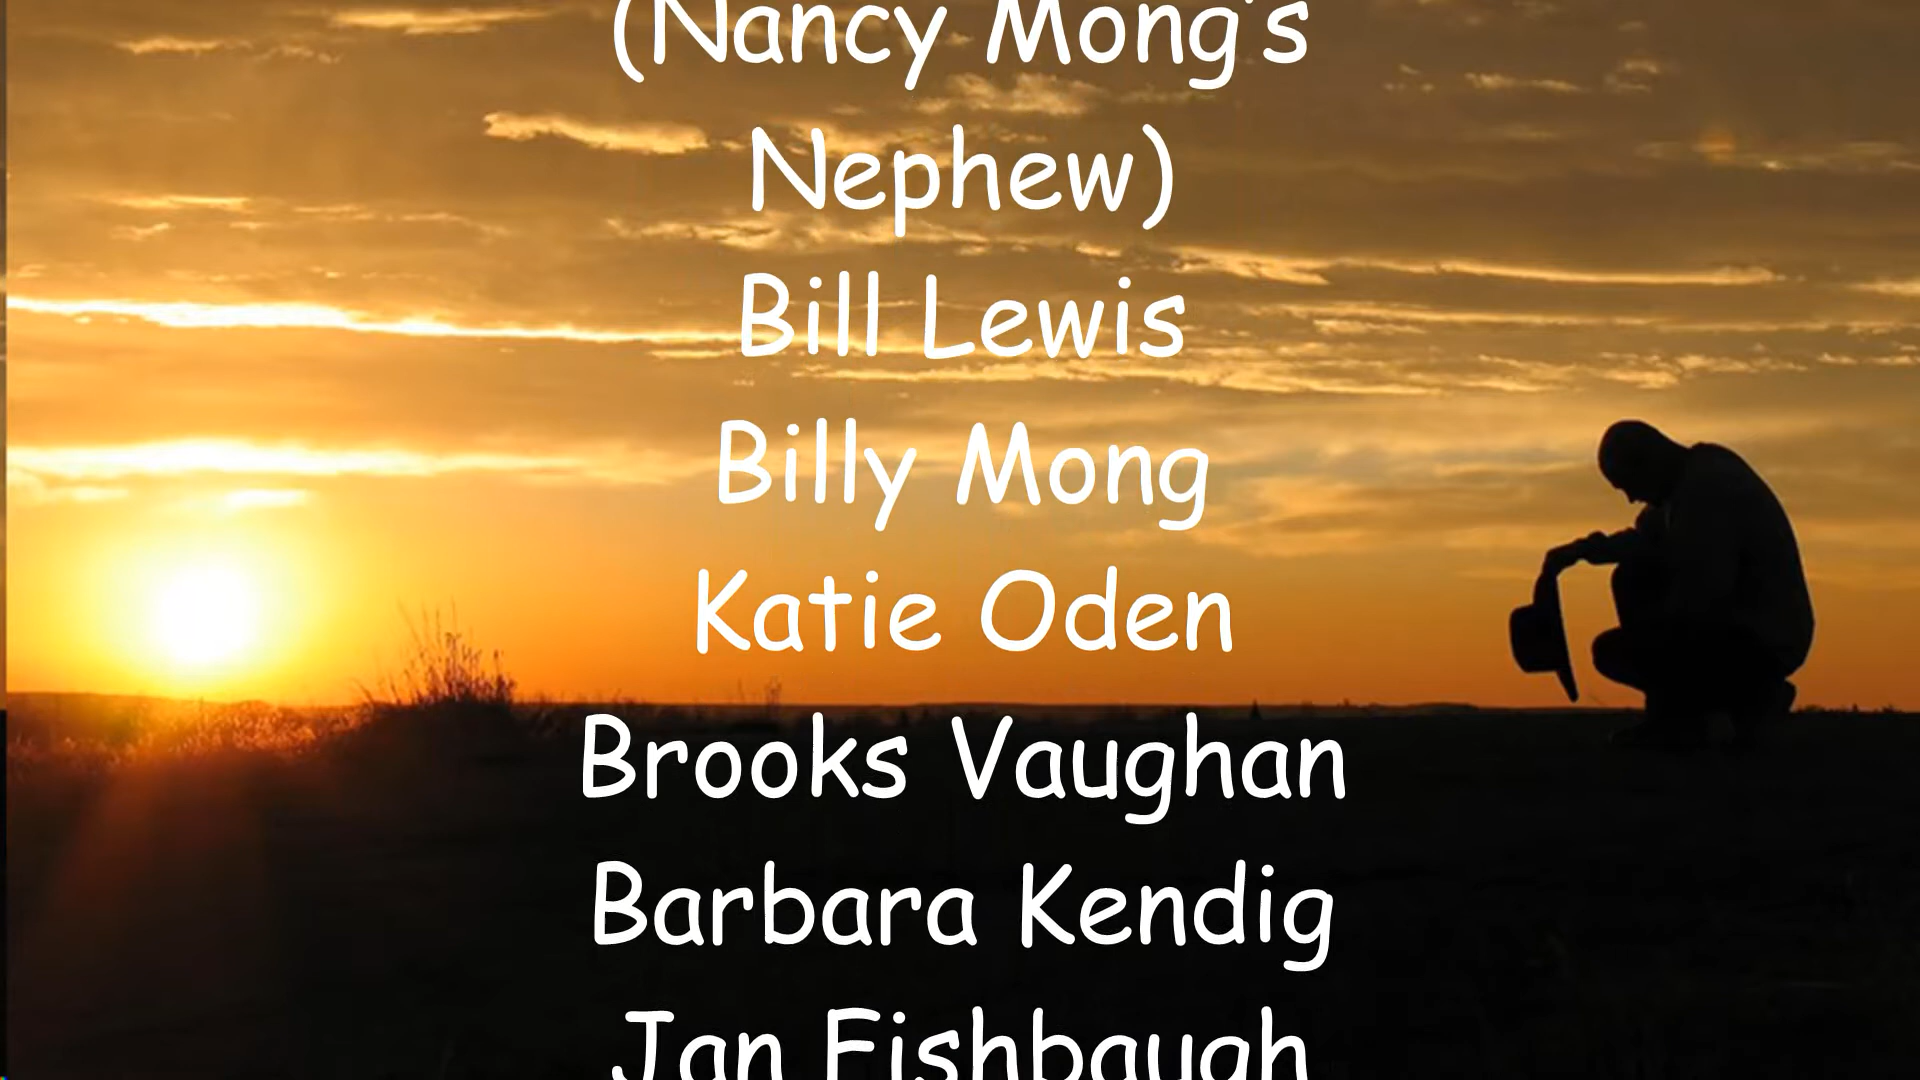 (Nancy Mong's
Nephew)
Bill Lewis
Billy Mong
Katie Oden
Brooks Vaughan
Barbara Kendig
Jan Fishbaugh